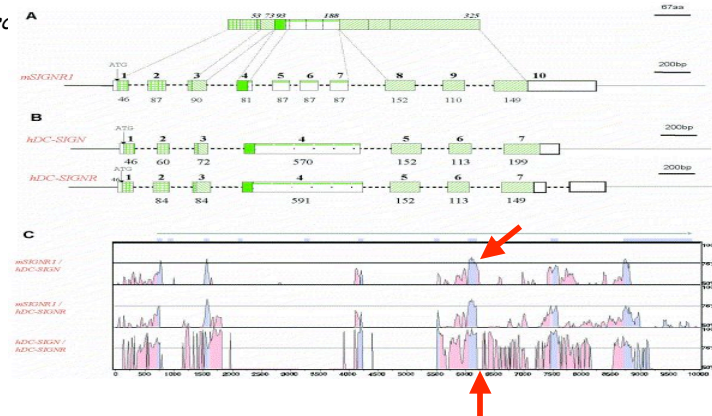 A
53 73 93 188 325
67aa
ATG
1 2 3 4 5 6 7 8 9 10
200bp
mSIGNR1
46 87 90 81 87 87 87 152 110 149
B
ATG
1 2 3 4 5 6 7
200bp
hDC-SIGN
46 60 72 570 152 113 199
ATG
1 2 3 4 5 6 7
200bp
hDC-SIGNR
46
84 84 591 152 113 149
C
mSIGNR1 /
hDC-SIGN
mSIGNR1 /
hDC-SIGNR
hDC-SIGN /
hDC-SIGNR
0 500 1500 2000 2500 3000 3500 4000 4500 5000 5500 6000 6500 7000 7500 8000 8500 9000 9500 10000